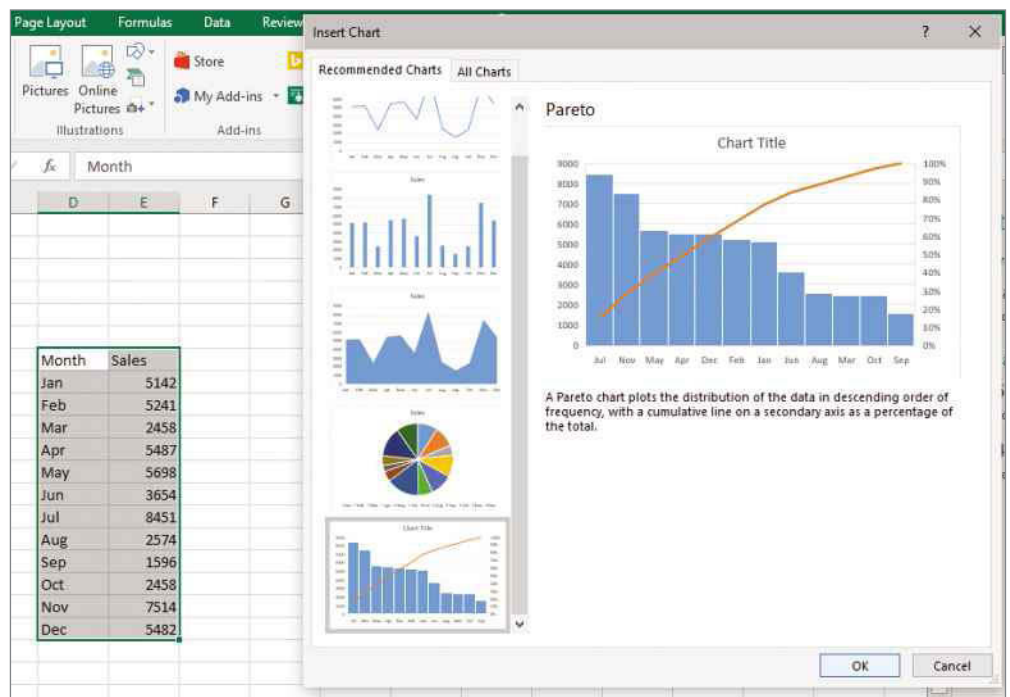 Page Layout Formulas Data Review
Pictures Online
Pictures
Store
My Add-ins
Illustrations Add-ins
fx Month
D E F G
Month Sales
Jan 5142
Feb 5241
Mar 2458
Apr 5487
May 5698
Jun 3654
Jul 8451
Aug 2574
Sep 1596
Oct 2458
Nov 7514
Dec 5482
Insert Chart ? ×
Recommended Charts All Charts
Sales
Sales
Sales
Chart Title
Pareto
Chart Title
9000
8000
7000
6000
5000
4000
3000
2000
1000
0
100%
90%
80%
70%
60%
50%
40%
30%
20%
10%
0%
Jul Nov May Apr Dec Feb Jan Jun Aug Mar Oct Sep
A Pareto chart plots the distribution of the data in descending order of
frequency, with a cumulative line on a secondary axis as a percentage of
the total.
OK Cancel